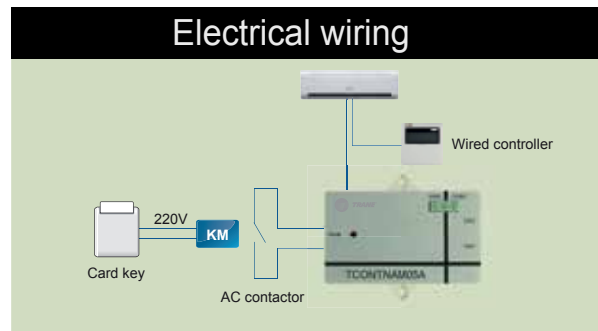 Electrical wiring
Wired controller
220V
KM
Card key
AC contactor
TCONTNAM05A